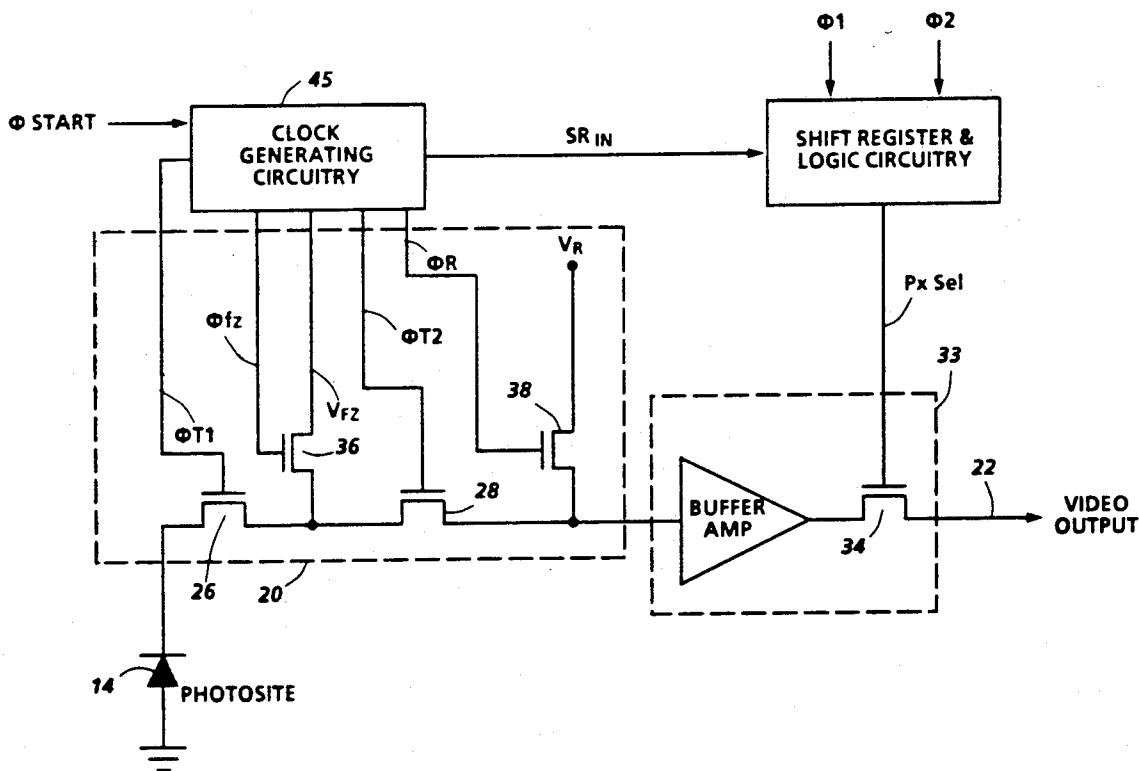 Φ1
Φ2
45
Φ START
CLOCK
GENERATING
CIRCUITRY
SR IN
SHIFT REGISTER &
LOGIC CIRCUITRY
VR
ΦR
Px Sel
Φfz
ΦT2
33
VFZ
38
ΦT1
36
28
BUFFER
AMP
22
VIDEO
OUTPUT
34
26
20
14
PHOTOSITE